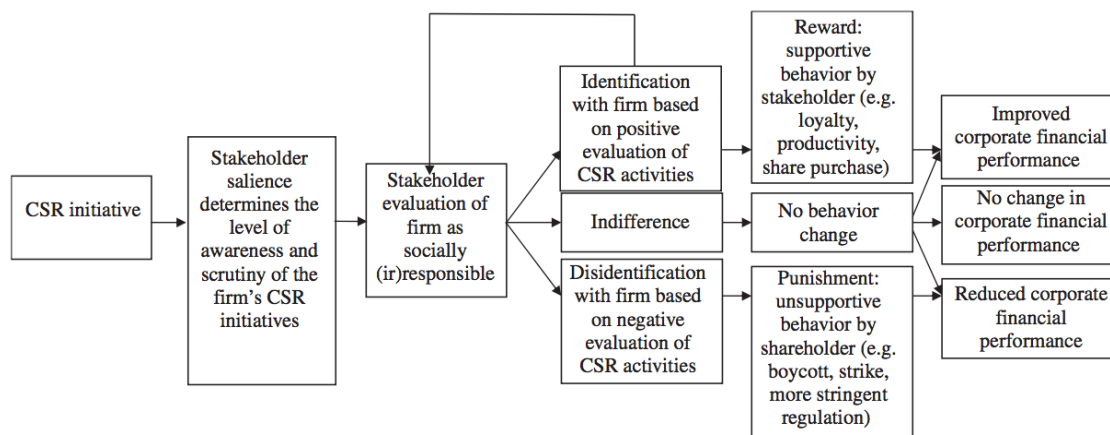 CSR initiative
Stakeholder
salience
determines the
level of
awareness and
scrutiny of the
firm's CSR
initiatives
Stakeholder
evaluation of
firm as
socially
(ir)responsible
Identification
with firm based
on positive
evaluation of
CSR activities
Indifference
Disidentification
with firm based
on negative
evaluation of
CSR activities
Reward:
supportive
behavior by
stakeholder (e.g.
loyalty,
productivity,
share purchase)
No behavior
change
Punishment:
unsupportive
behavior by
shareholder (e.g.
boycott, strike,
more stringent
regulation)
Improved
corporate financial
performance
No change in
corporate financial
performance
Reduced corporate
financial
performance